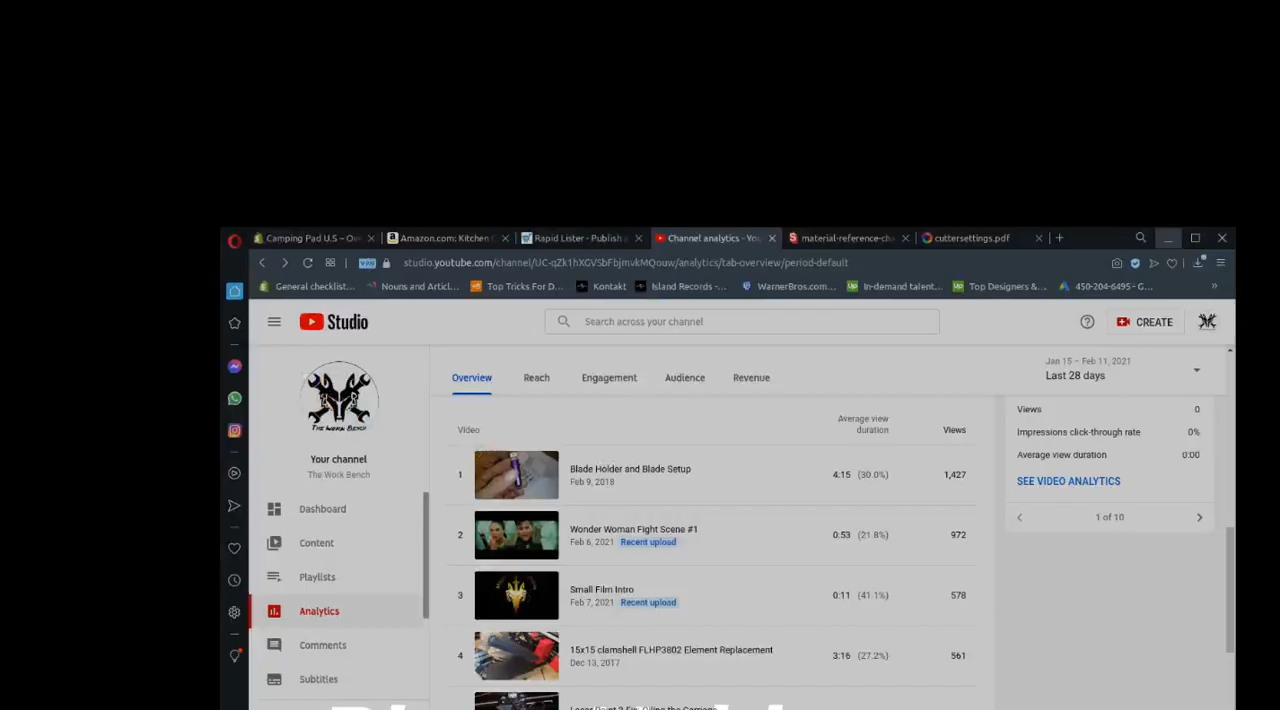 Camping Pad U.S – Ov
Amazon.com: Kitchen
Rapid Lister - Publish
Channel analytics - You
material-reference-cha
cuttersettings.pdf
VPN
studio.youtube.com/channel/UC-qZk1hXGVSbFbjmvkMQouw/analytics/tab-overview/period-default
General checklist...
Nouns and Articl...
Top Tricks For D...
Kontakt
Island Records –...
WarnerBros.com...
In-demand talent...
Top Designers &...
450-204-6495 - G...
Studio
Search across your channel
CREATE
Jan 15 – Feb 11, 2021
Last 28 days
Overview
Reach
Engagement
Audience
Revenue
THE WORK BENCH
Your channel
The Work Bench
Dashboard
Content
Playlists
Analytics
Comments
Subtitles
Video
Average view
duration
Views
1
Blade Holder and Blade Setup
Feb 9, 2018
4:15 (30.0%)
1,427
2
Wonder Woman Fight Scene #1
Feb 6, 2021 Recent upload
0:53 (21.8%)
972
3
Small Film Intro
Feb 7, 2021 Recent upload
0:11 (41.1%)
578
4
15x15 clamshell FLHP3802 Element Replacement
Dec 13, 2017
3:16 (27.2%)
561
Views 0
Impressions click-through rate 0%
Average view duration 0:00
SEE VIDEO ANALYTICS
1 of 10